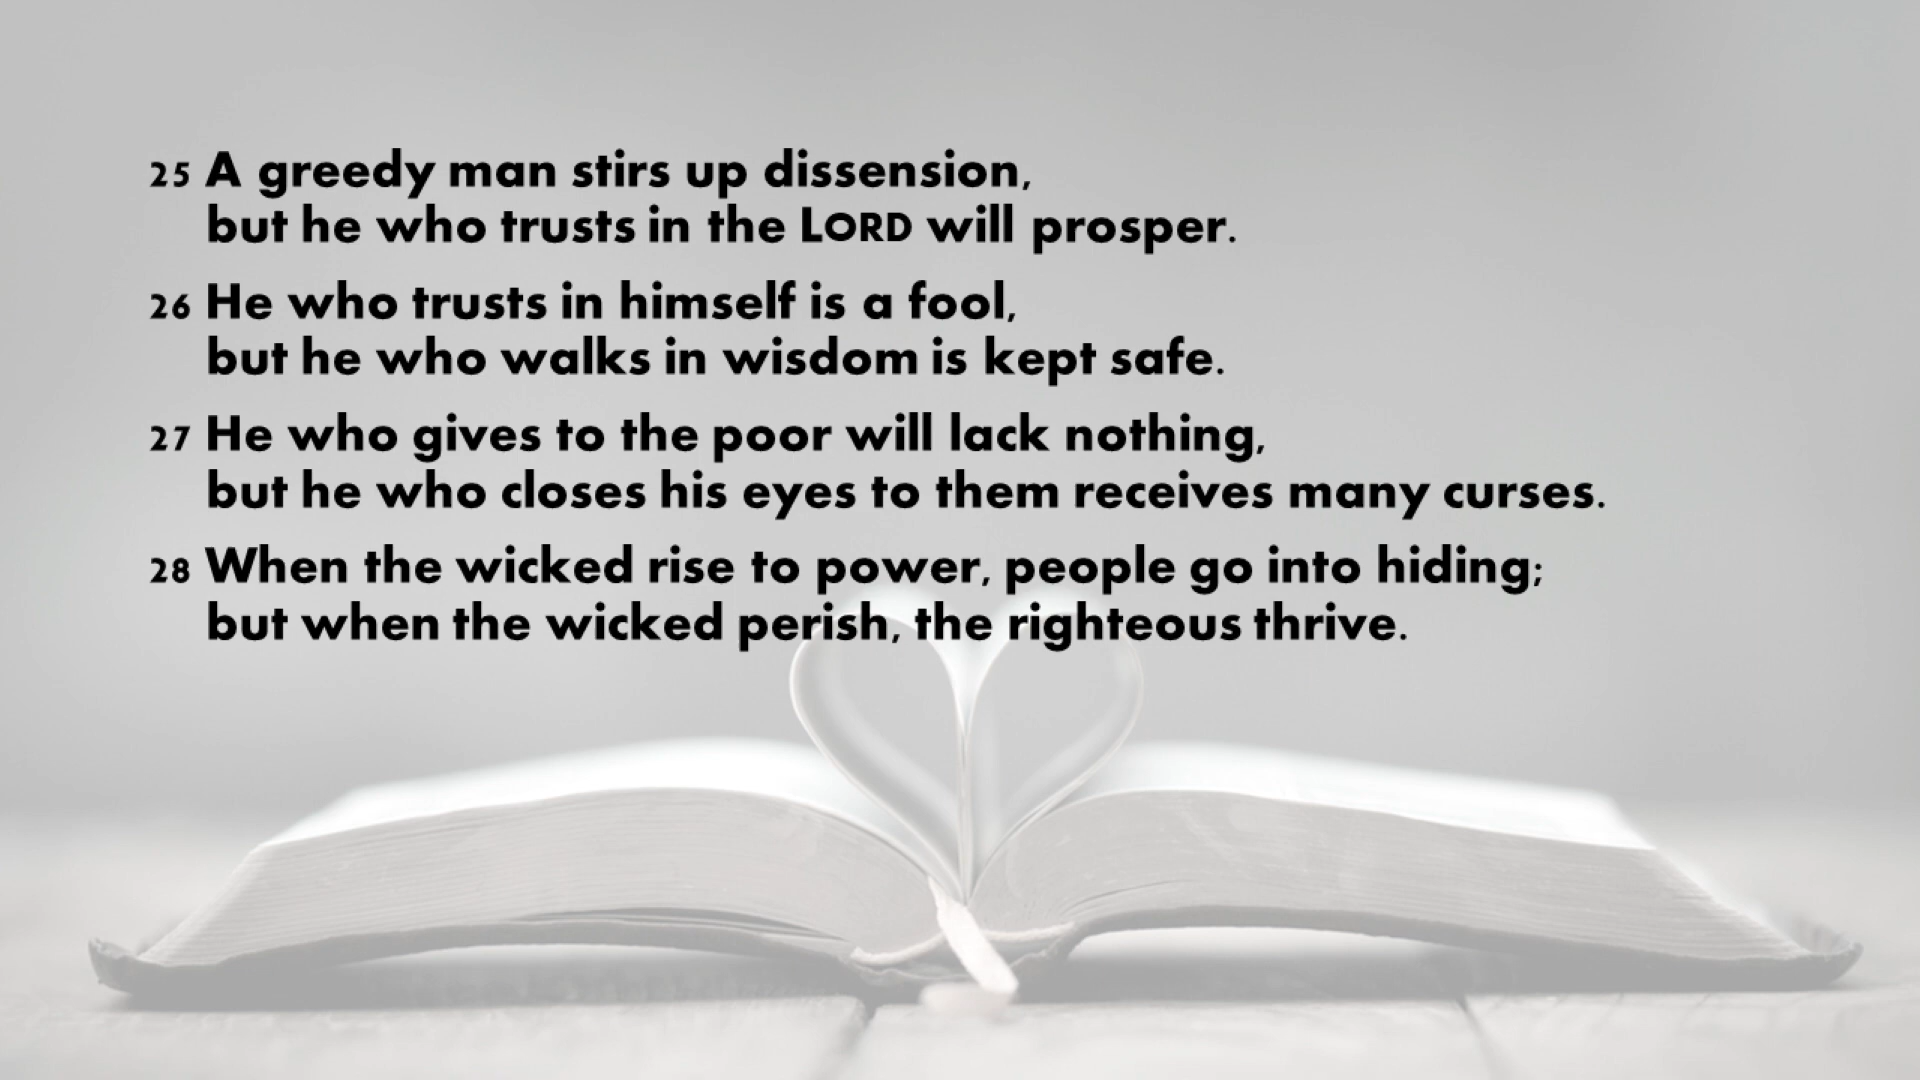 25 A greedy man stirs up dissension,
but he who trusts in the LORD will prosper.
26 He who trusts in himself is a fool,
but he who walks in wisdom is kept safe.
27 He who gives to the poor will lack nothing,
but he who closes his eyes to them receives many curses.
28 When the wicked rise to power, people go into hiding;
but when the wicked perish, the righteous thrive.